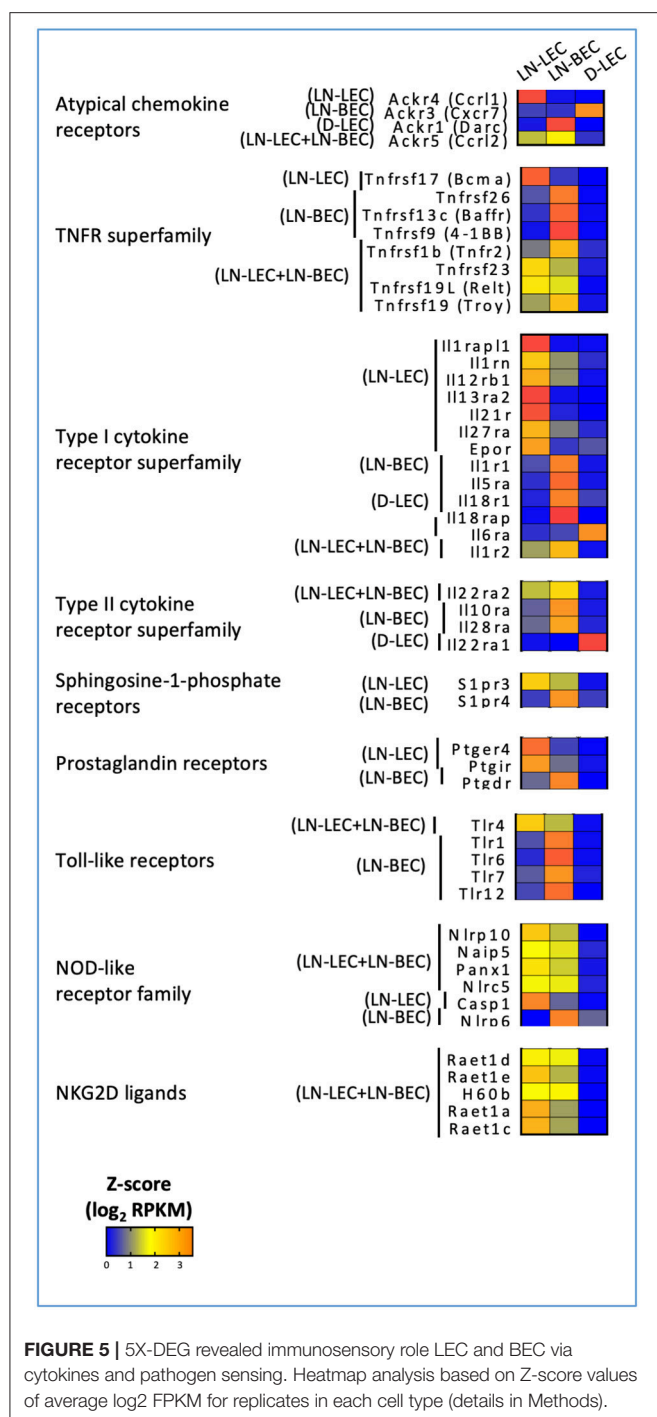 LN-LEC LN-BEC D-LEC
Atypical chemokine
receptors
(LN-LEC) Ackr4 (Ccrl1)
(LN-BEC) Ackr3 (Cxcr7)
(D-LEC) Ackr1 (Darc)
(LN-LEC+LN-BEC) Ackr5 (Ccrl2)
TNFR superfamily
(LN-LEC) Tnfrsf17 (Bcma)
(LN-BEC) Tnfrsf26
Tnfrsf13c (Baffr)
Tnfrsf9 (4-1BB)
(LN-LEC+LN-BEC) Tnfrsf1b (Tnfr2)
Tnfrsf23
Tnfrsf19L (Relt)
Tnfrsf19 (Troy)
Type I cytokine
receptor superfamily
(LN-LEC) Il1rapl1
Il1rn
Il12rb1
Il13ra2
Il21r
Il27ra
Epor
(LN-BEC) Il1r1
Il5ra
(D-LEC) Il18r1
Il18rap
Il6ra
(LN-LEC+LN-BEC) Il1r2
Type II cytokine
receptor superfamily
(LN-LEC+LN-BEC) Il22ra2
(LN-BEC) Il10ra
Il28ra
(D-LEC) Il22ra1
Sphingosine-1-phosphate
receptors
(LN-LEC) S1pr3
(LN-BEC) S1pr4
Prostaglandin receptors
(LN-LEC) Ptger4
Ptgir
(LN-BEC) Ptgdr
Toll-like receptors
(LN-LEC+LN-BEC) Tlr4
(LN-BEC) Tlr1
Tlr6
Tlr7
Tlr12
NOD-like
receptor family
(LN-LEC+LN-BEC) Nlrp10
Naip5
Panx1
Nlrc5
(LN-LEC) Casp1
(LN-BEC) Nlrp6
NKG2D ligands
(LN-LEC+LN-BEC) Raet1d
Raet1e
H60b
Raet1a
Raet1c
Z-score
(log2 RPKM)
0 1 2 3
FIGURE 5 | 5X-DEG revealed immunosensory role LEC and BEC via
cytokines and pathogen sensing. Heatmap analysis based on Z-score values
of average log2 FPKM for replicates in each cell type (details in Methods).